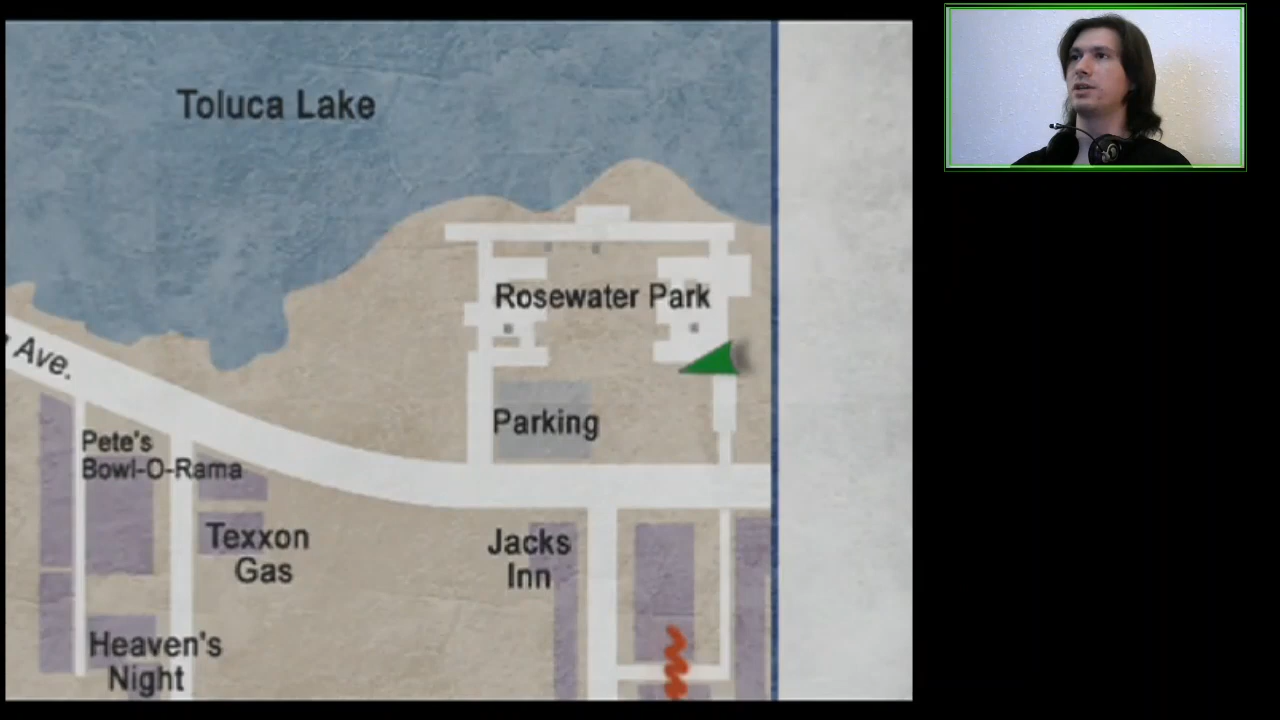 Toluca Lake
Rosewater Park
Ave.
Parking
Pete's
Bowl-O-Rama
Texxon
Gas
Jacks
Inn
Heaven's
Night